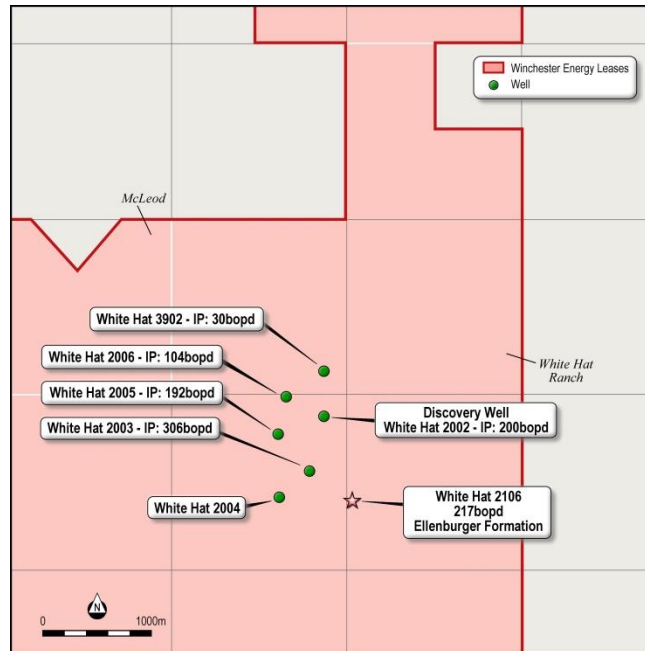 Winchester Energy Leases
Well
McLeod
White Hat 3902 - IP: 30bopd
White Hat 2006 - IP: 104bopd
White Hat
Ranch
White Hat 2005 - IP: 192bopd
Discovery Well
White Hat 2002 - IP: 200bopd
White Hat 2003 - IP: 306bopd
White Hat 2004
White Hat 2106
217bopd
Ellenburger Formation
N
0 1000m